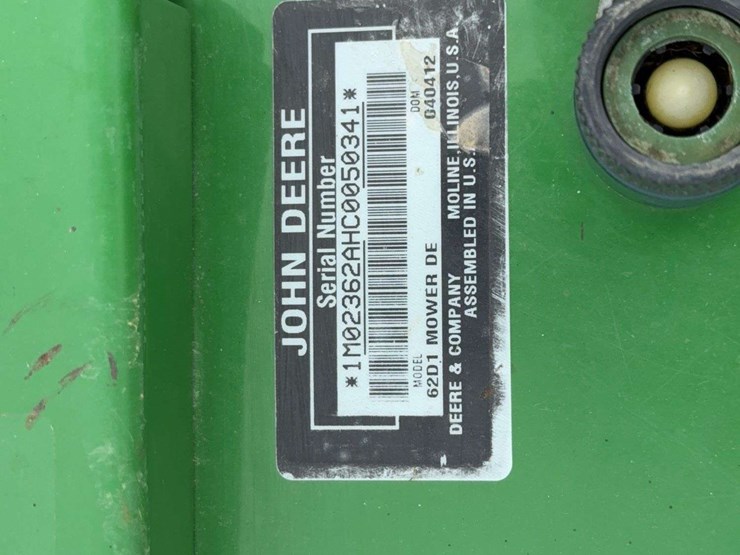 JOHN DEERE
Serial Number
*1M02362AHC0050341*
MODEL
62D1 MOWER DE
DOM
040412
DEERE & COMPANY MOLINE, ILLINOIS, U.S.A.
ASSEMBLED IN U.S.